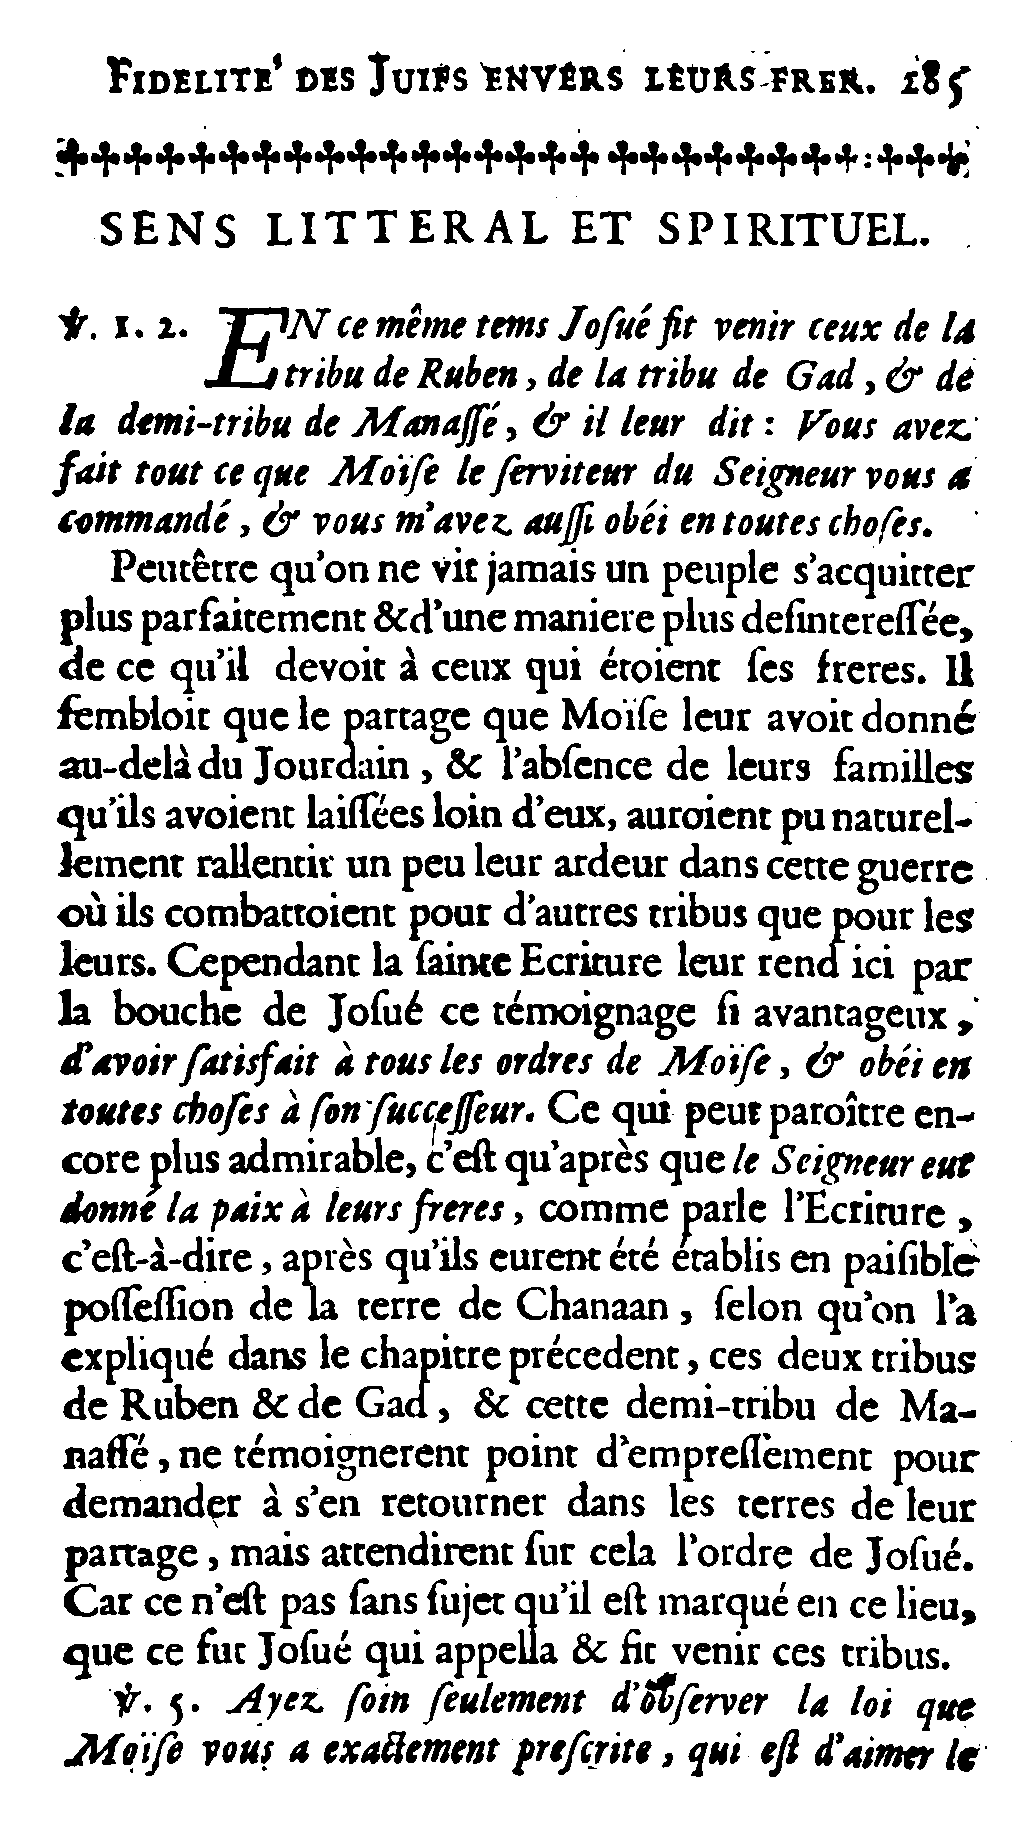 FIDELITE' DES JUIFS ENVERS LEURS FRER. 185
SENS LITTERAL ET SPIRITUEL.
℣. 1. 2. EN ce même tems Joſué fit venir ceux de la
tribu de Ruben, de la tribu de Gad, & de
la demi-tribu de Manaſſé, & il leur dit : Vous avez
fait tout ce que Moïſe le ſerviteur du Seigneur vous a
commandé, & vous m'avez auſſi obéi en toutes choſes.
Peutêtre qu'on ne vit jamais un peuple s'acquitter
plus parfaitement & d'une maniere plus deſintereſſée,
de ce qu'il devoit à ceux qui étoient ſes freres. Il
ſembloit que le partage que Moïſe leur avoit donné
au-delà du Jourdain, & l'abſence de leurs familles
qu'ils avoient laiſſées loin d'eux, auroient pu naturel-
lement rallentir un peu leur ardeur dans cette guerre
où ils combattoient pour d'autres tribus que pour les
leurs. Cependant la ſainte Ecriture leur rend ici par
la bouche de Joſué ce témoignage ſi avantageux,
d'avoir ſatisfait à tous les ordres de Moïſe, & obéi en
toutes choſes à ſon ſucceſſeur. Ce qui peut paroître en-
core plus admirable, c'eſt qu'après que le Seigneur eut
donné la paix à leurs freres, comme parle l'Ecriture,
c'eſt-à-dire, après qu'ils eurent été établis en paiſible
poſſeſſion de la terre de Chanaan, ſelon qu'on l'a
expliqué dans le chapitre précedent, ces deux tribus
de Ruben & de Gad, & cette demi-tribu de Ma-
naſſé, ne témoignerent point d'empreſſement pour
demander à s'en retourner dans les terres de leur
partage, mais attendirent ſur cela l'ordre de Joſué.
Car ce n'eſt pas ſans ſujet qu'il eſt marqué en ce lieu,
que ce fut Joſué qui appella & fit venir ces tribus.
℣. 5. Ayez ſoin ſeulement d'obſerver la loi que
Moïſe vous a exactement preſcrite, qui eſt d'aimer le